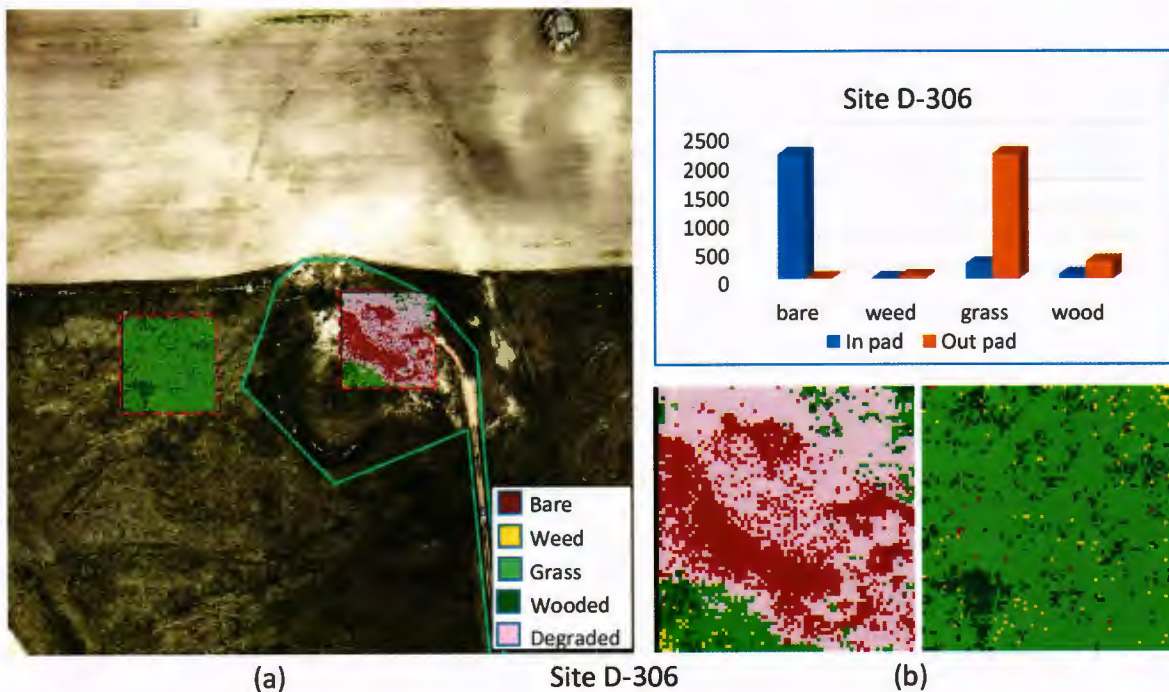 Site D-306
2500
2000
1500
1000
500
0
bare weed grass wood
In pad Out pad
Bare
Weed
Grass
Wooded
Degraded
(a) Site D-306 (b)